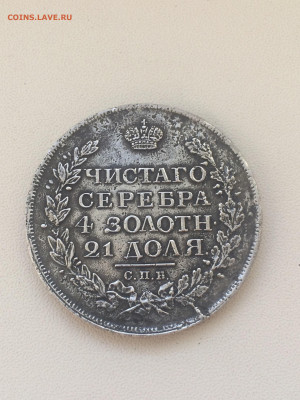 COINS.LAVE.RU
ЧИСТАГО
СЕРЕБРА
4 ЗОЛОТН.
21 ДОЛЯ.
С.П.Б.